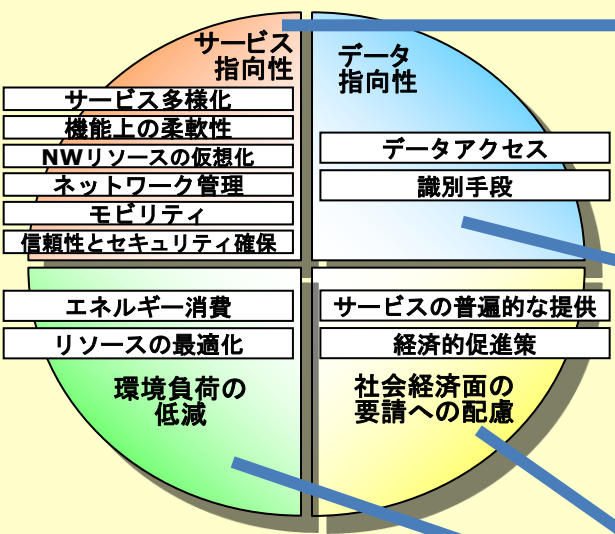 サービス
指向性
サービス多様化
機能上の柔軟性
NWリソースの仮想化
ネットワーク管理
モビリティ
信頼性とセキュリティ確保
データ
指向性
データアクセス
識別手段
エネルギー消費
リソースの最適化
環境負荷の
低減
サービスの普遍的な提供
経済的促進策
社会経済面の
要請への配慮